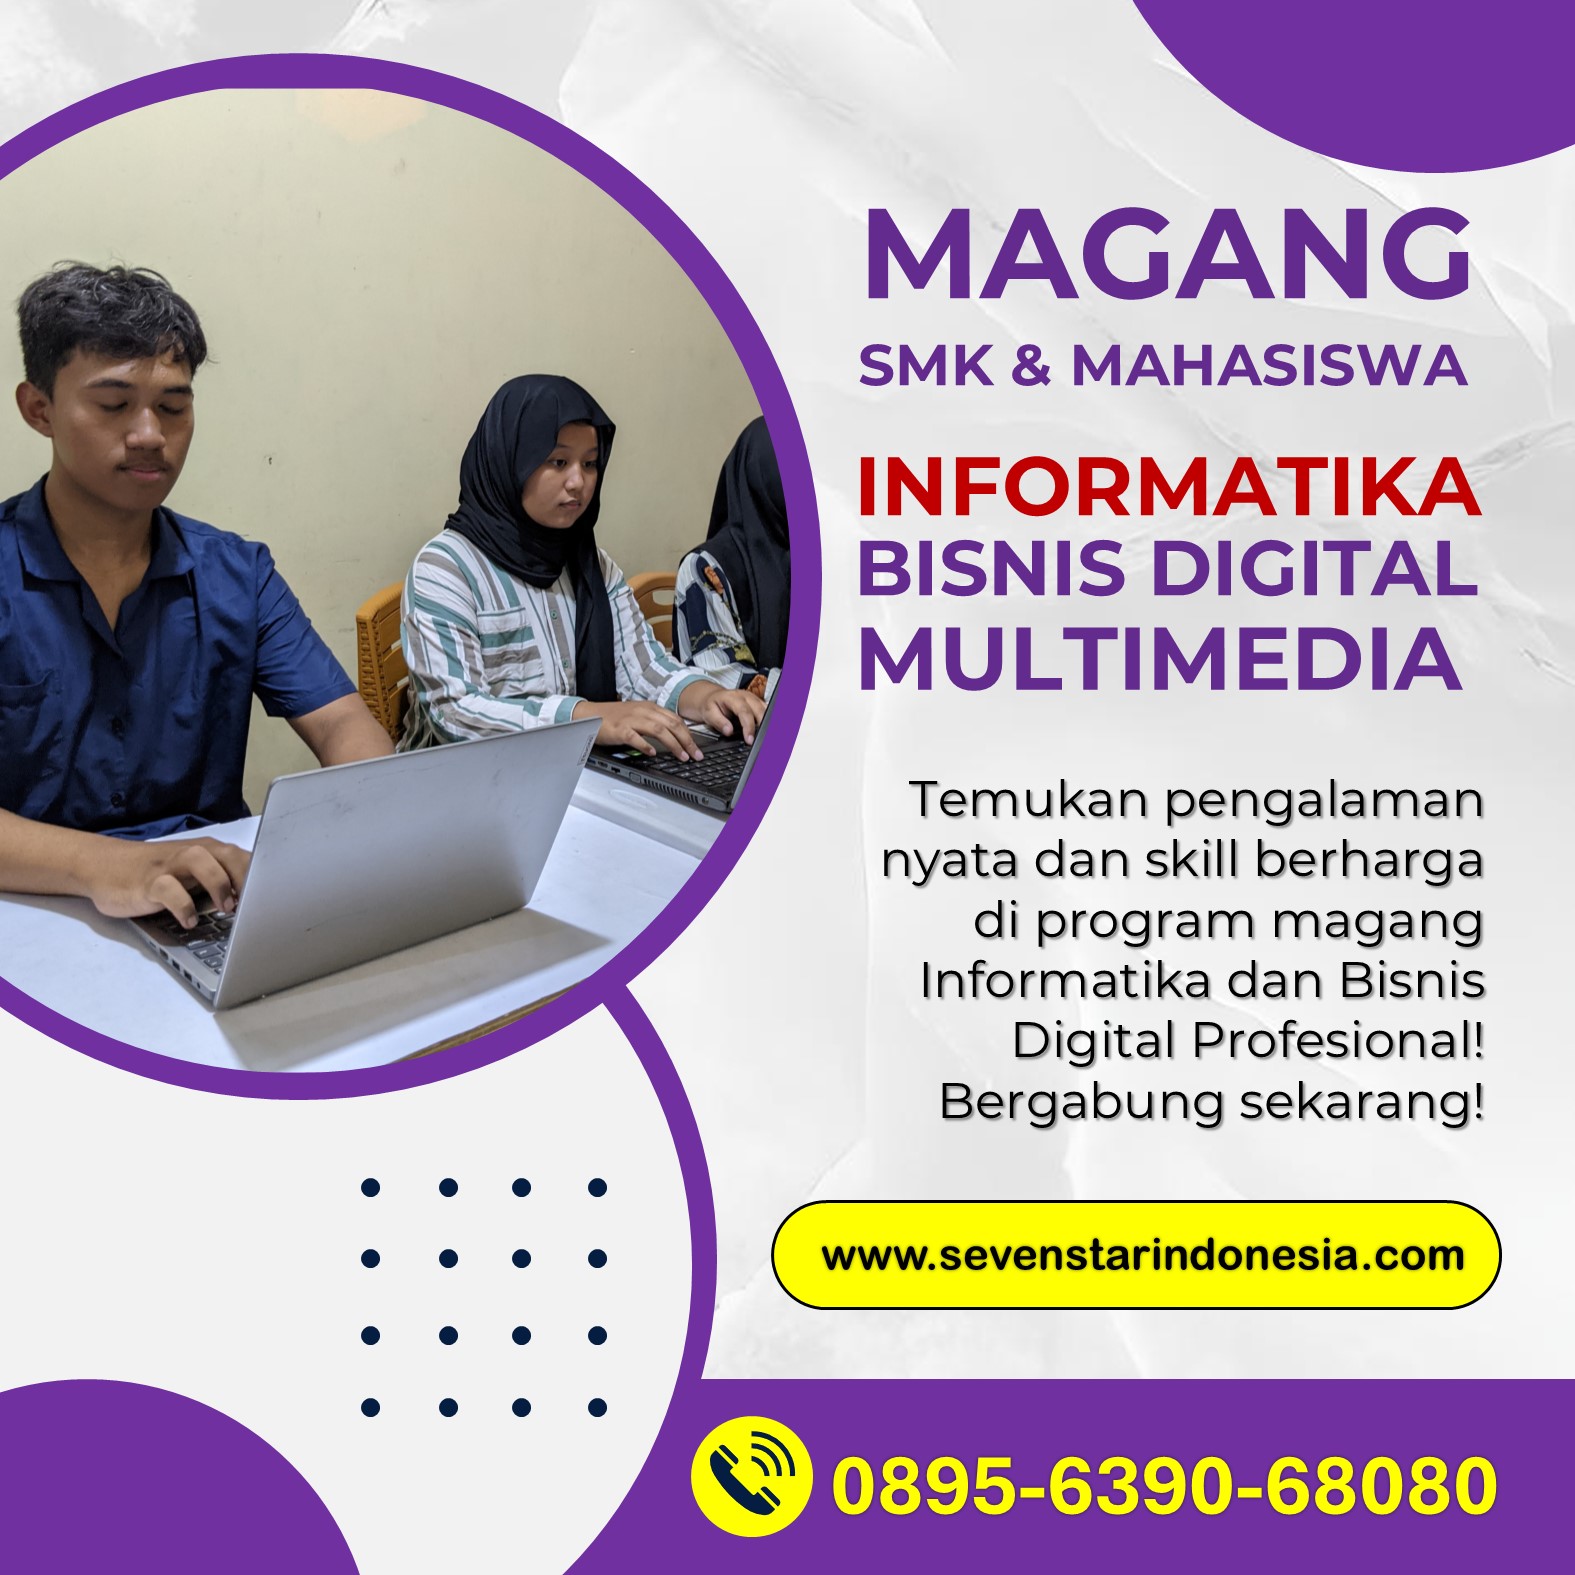 MAGANG
SMK & MAHASISWA
INFORMATIKA
BISNIS DIGITAL
MULTIMEDIA
Temukan pengalaman
nyata dan skill berharga
di program magang
Informatika dan Bisnis
Digital Profesional!
Bergabung sekarang!
www.sevenstarindonesia.com
0895-6390-68080